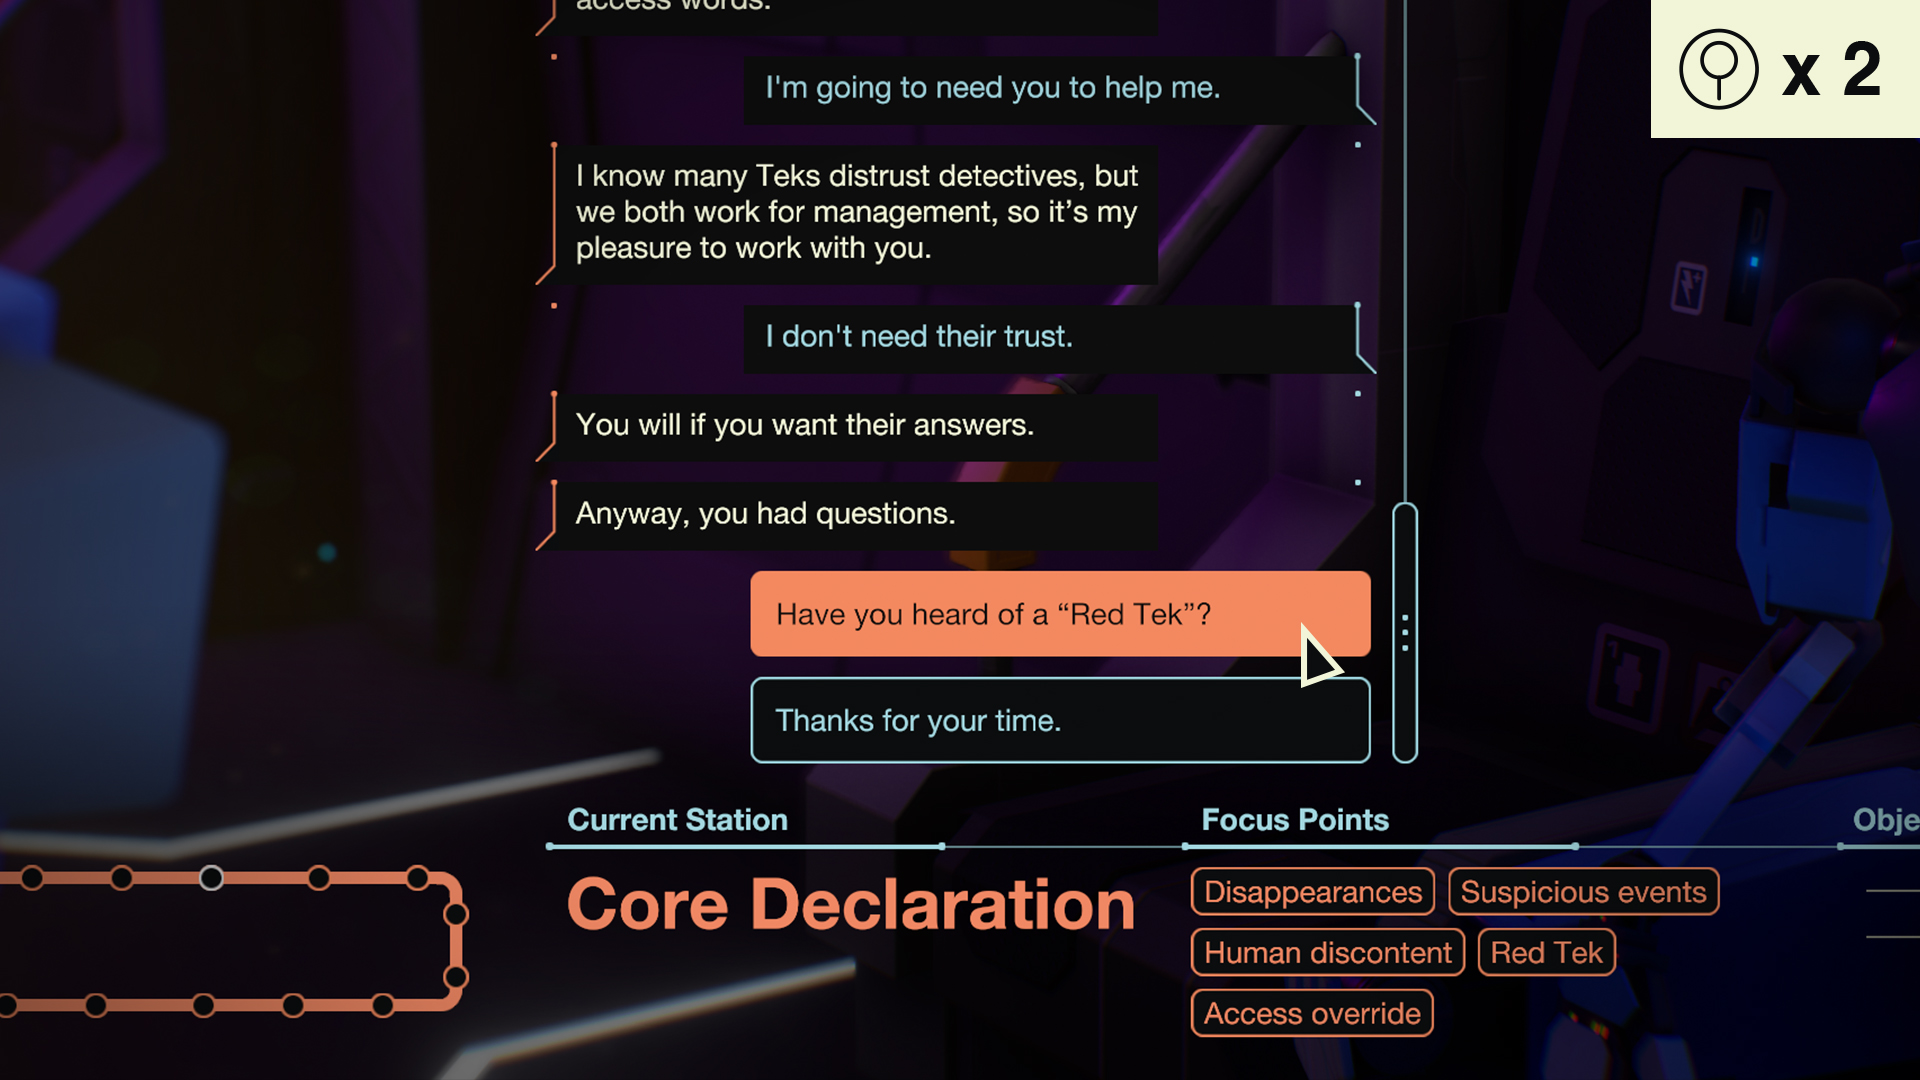 access words.
x 2
I'm going to need you to help me.
I know many Teks distrust detectives, but
we both work for management, so it’s my
pleasure to work with you.
I don't need their trust.
You will if you want their answers.
Anyway, you had questions.
Have you heard of a “Red Tek”?
Thanks for your time.
Current Station
Core Declaration
Focus Points
Disappearances
Suspicious events
Human discontent
Red Tek
Access override
Obje